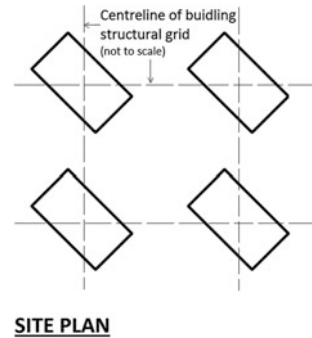 Centreline of buidling
structural grid
(not to scale)
SITE PLAN